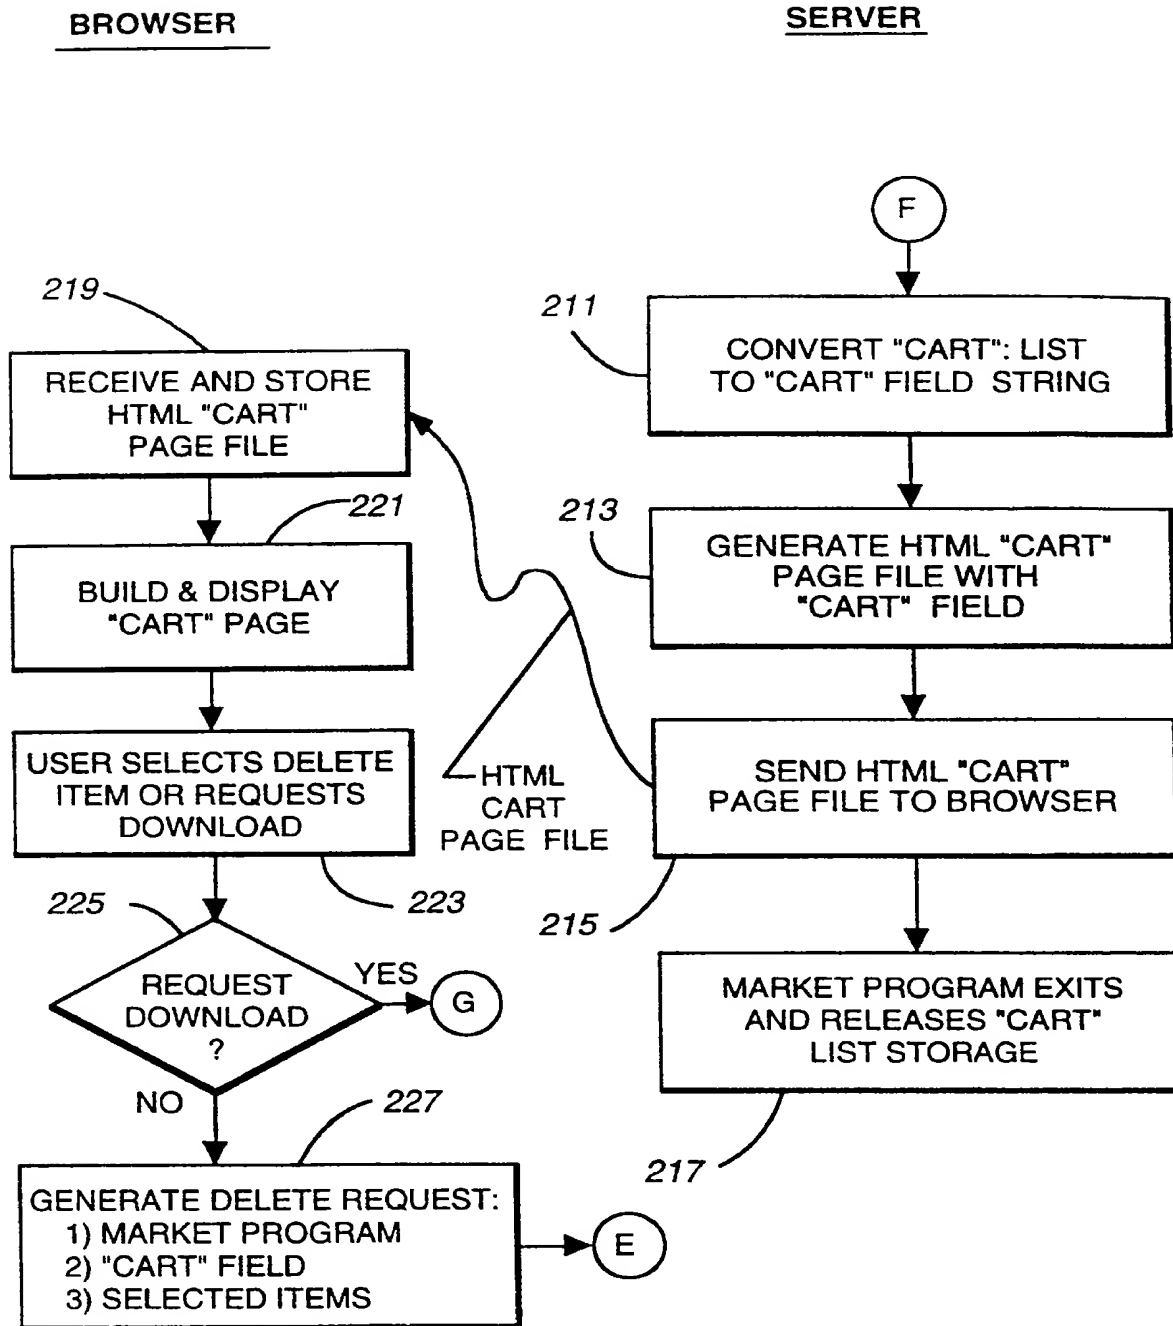 BROWSER
SERVER
F
219
211
RECEIVE AND STORE
HTML "CART"
PAGE FILE
CONVERT "CART": LIST
TO "CART" FIELD STRING
221
213
BUILD & DISPLAY
"CART" PAGE
GENERATE HTML "CART"
PAGE FILE WITH
"CART" FIELD
USER SELECTS DELETE
ITEM OR REQUESTS
DOWNLOAD
HTML
CART
PAGE FILE
SEND HTML "CART"
PAGE FILE TO BROWSER
223
215
225
REQUEST
DOWNLOAD
?
YES
G
MARKET PROGRAM EXITS
AND RELEASES "CART"
LIST STORAGE
NO
227
217
GENERATE DELETE REQUEST:
1) MARKET PROGRAM
2) "CART" FIELD
3) SELECTED ITEMS
E